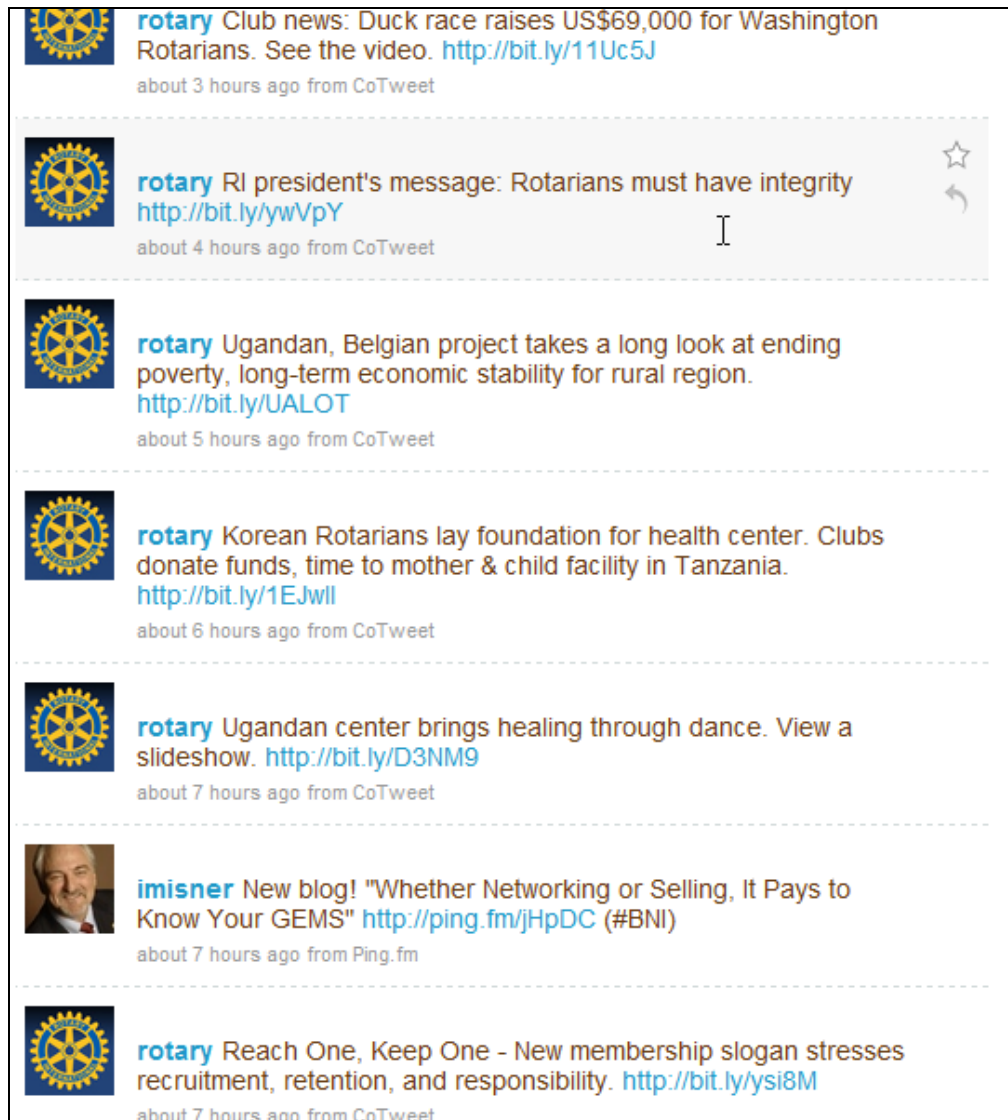 rotary Club news: Duck race raises US$69,000 for Washington
Rotarians. See the video. http://bit.ly/11Uc5J
about 3 hours ago from CoTweet
rotary RI president's message: Rotarians must have integrity
http://bit.ly/ywVpY
about 4 hours ago from CoTweet
rotary Ugandan, Belgian project takes a long look at ending
poverty, long-term economic stability for rural region.
http://bit.ly/UALOT
about 5 hours ago from CoTweet
rotary Korean Rotarians lay foundation for health center. Clubs
donate funds, time to mother & child facility in Tanzania.
http://bit.ly/1EJwll
about 6 hours ago from CoTweet
rotary Ugandan center brings healing through dance. View a
slideshow. http://bit.ly/D3NM9
about 7 hours ago from CoTweet
imisner New blog! "Whether Networking or Selling, It Pays to
Know Your GEMS" http://ping.fm/jHpDC (#BNI)
about 7 hours ago from Ping.fm
rotary Reach One, Keep One - New membership slogan stresses
recruitment, retention, and responsibility. http://bit.ly/ysi8M
about 7 hours ago from CoTweet